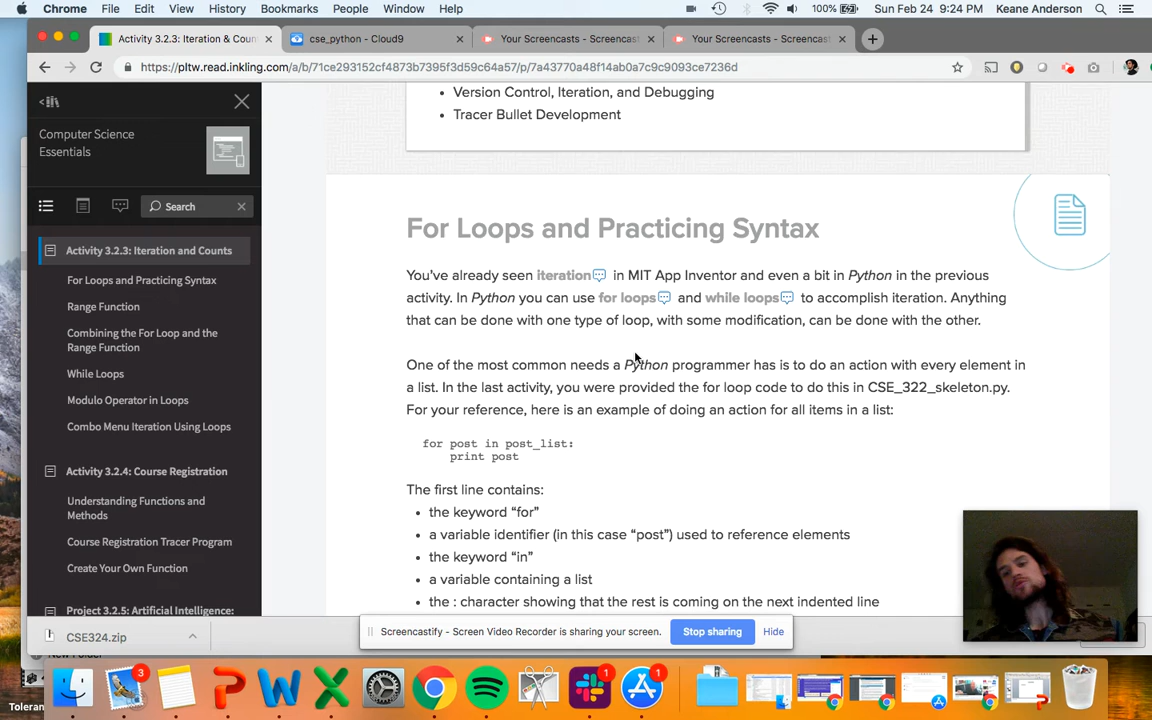 Chrome File Edit View History Bookmarks People Window Help 100% Sun Feb 24 9:24 PM Keane Anderson
Activity 3.2.3: Iteration & Coun
cse_python - Cloud9
Your Screencasts - Screencast
Your Screencasts - Screencast
https://pltw.read.inkling.com/a/b/71ce293152cf4873b7395f3d59c64a57/p/7a43770a48f14ab0a7c9c9093ce7236d
Computer Science
Essentials
Search
Activity 3.2.3: Iteration and Counts
For Loops and Practicing Syntax
Range Function
Combining the For Loop and the
Range Function
While Loops
Modulo Operator in Loops
Combo Menu Iteration Using Loops
Activity 3.2.4: Course Registration
Understanding Functions and
Methods
Course Registration Tracer Program
Create Your Own Function
Project 3.2.5: Artificial Intelligence:
• Version Control, Iteration, and Debugging
• Tracer Bullet Development
For Loops and Practicing Syntax
You've already seen iteration in MIT App Inventor and even a bit in Python in the previous
activity. In Python you can use for loops and while loops to accomplish iteration. Anything
that can be done with one type of loop, with some modification, can be done with the other.
One of the most common needs a Python programmer has is to do an action with every element in
a list. In the last activity, you were provided the for loop code to do this in CSE_322_skeleton.py.
For your reference, here is an example of doing an action for all items in a list:
for post in post_list:
print post
The first line contains:
• the keyword “for”
• a variable identifier (in this case “post”) used to reference elements
• the keyword “in”
• a variable containing a list
• the : character showing that the rest is coming on the next indented line
CSE324.zip
Screencastify - Screen Video Recorder is sharing your screen.
Stop sharing
Hide
New Folder
3
1
1
Toleran